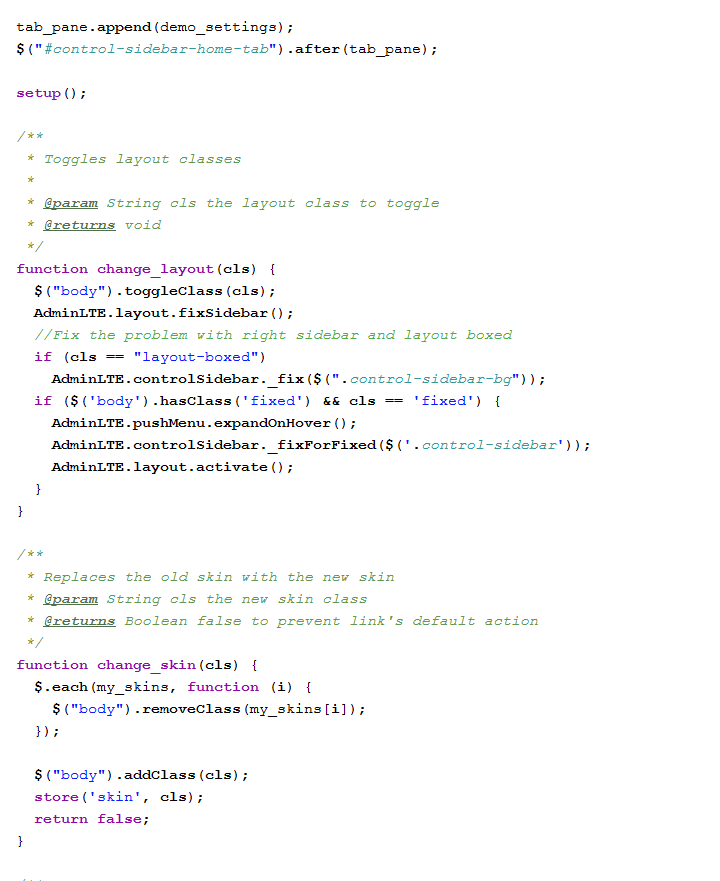 tab_pane.append(demo_settings);
$("#control-sidebar-home-tab").after(tab_pane);
setup();
/**
* Toggles layout classes
*
* @param String cls the layout class to toggle
* @returns void
*/
function change_layout(cls) {
$("body").toggleClass(cls);
AdminLTE.layout.fixSidebar();
//Fix the problem with right sidebar and layout boxed
if (cls == "layout-boxed")
AdminLTE.controlSidebar._fix($(".control-sidebar-bg"));
if ($('body').hasClass('fixed') && cls == 'fixed') {
AdminLTE.pushMenu.expandOnHover();
AdminLTE.controlSidebar._fixForFixed($('.control-sidebar'));
AdminLTE.layout.activate();
}
}
/**
* Replaces the old skin with the new skin
* @param String cls the new skin class
* @returns Boolean false to prevent link's default action
*/
function change_skin(cls) {
$.each(my_skins, function (i) {
$("body").removeClass(my_skins[i]);
});
$("body").addClass(cls);
store('skin', cls);
return false;
}